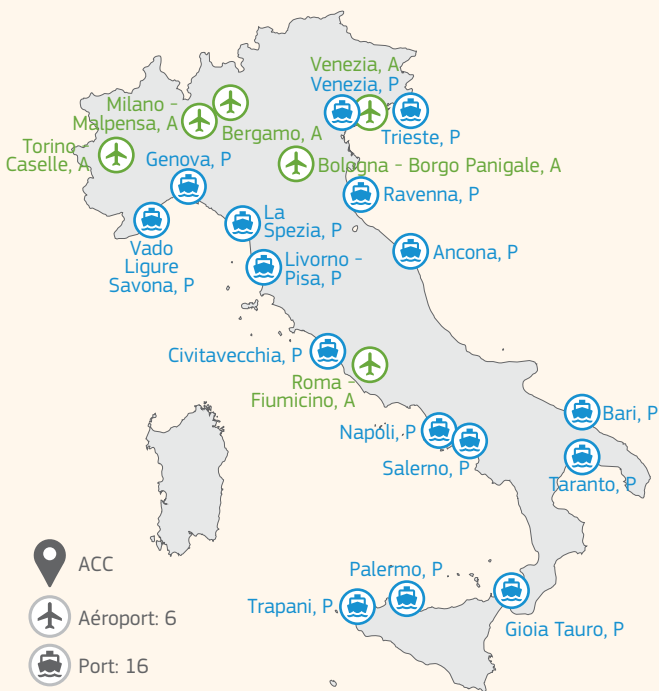 Venezia, A
Venezia, P
Milano -
Malpensa, A
Bergamo, A
Trieste, P
Torino -
Caselle, A
Genova, P
Bologna - Borgo Panigale, A
Ravenna, P
La
Spezia, P
Vado
Ligure
Savona, P
Livorno -
Pisa, P
Ancona, P
Civitavecchia, P
Roma -
Fiumicino, A
Napoli, P
Bari, P
Salerno, P
Taranto, P
ACC
Palermo, P
Trapani, P
Aéroport: 6
Gioia Tauro, P
Port: 16